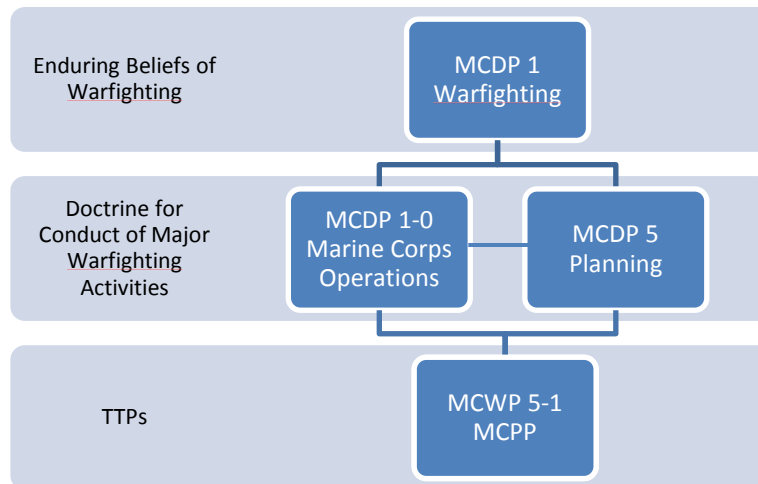 Enduring Beliefs of
Warfighting
MCDP 1
Warfighting
Doctrine for
Conduct of Major
Warfighting
Activities
MCDP 1-0
Marine Corps
Operations
MCDP 5
Planning
TTPs
MCWP 5-1
MCPP